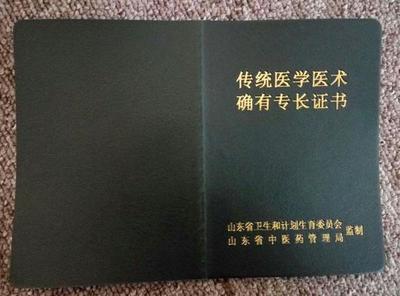 传统医学医术
确有专长证书
山东省卫生和计划生育委员会
山东省中医药管理局
监制